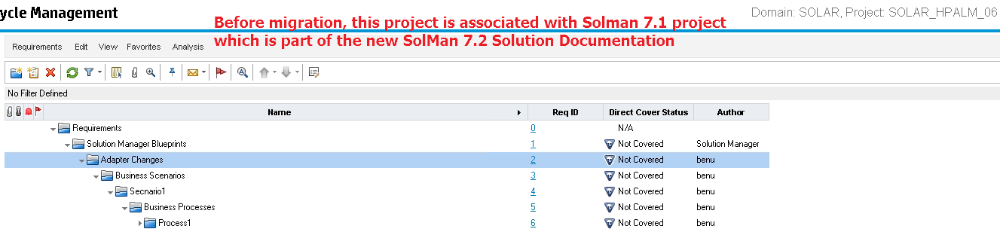 cycle Management
Domain: SOLAR, Project: SOLAR_HPALM_06
Before migration, this project is associated with Solman 7.1 project
which is part of the new SolMan 7.2 Solution Documentation
Requirements Edit View Favorites Analysis
No Filter Defined
Name Req ID Direct Cover Status Author
Requirements 0 N/A
Solution Manager Blueprints 1 Not Covered Solution Manager
Adapter Changes 2 Not Covered benu
Business Scenarios 3 Not Covered benu
Secnario1 4 Not Covered benu
Business Processes 5 Not Covered benu
Process1 6 Not Covered benu